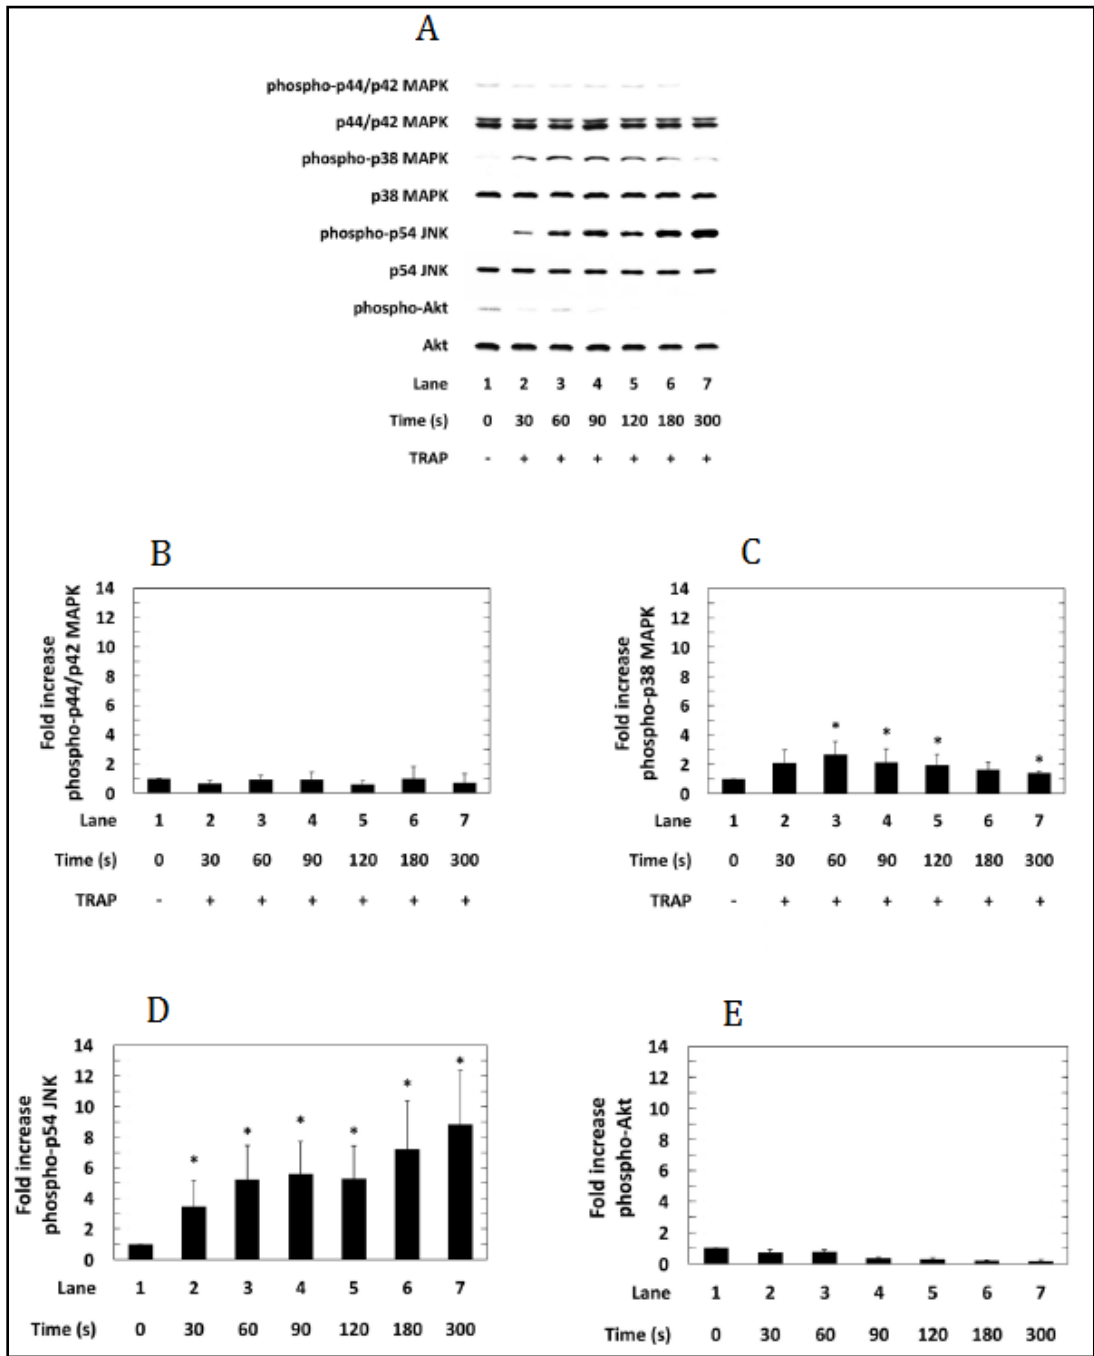 A
phospho-p44/p42 MAPK
p44/p42 MAPK
phospho-p38 MAPK
p38 MAPK
phospho-p54 JNK
p54 JNK
phospho-Akt
Akt
Lane 1 2 3 4 5 6 7
Time (s) 0 30 60 90 120 180 300
TRAP - + + + + + +
B
Fold increase
phospho-p44/p42 MAPK
14
12
10
8
6
4
2
0
Lane 1 2 3 4 5 6 7
Time (s) 0 30 60 90 120 180 300
TRAP - + + + + + +
C
Fold increase
phospho-p38 MAPK
14
12
10
8
6
4
2
0
* * * *
Lane 1 2 3 4 5 6 7
Time (s) 0 30 60 90 120 180 300
TRAP - + + + + + +
D
Fold increase
phospho-p54 JNK
14
12
10
8
6
4
2
0
* * * * * *
Lane 1 2 3 4 5 6 7
Time (s) 0 30 60 90 120 180 300
E
Fold increase
phospho-Akt
14
12
10
8
6
4
2
0
Lane 1 2 3 4 5 6 7
Time (s) 0 30 60 90 120 180 300